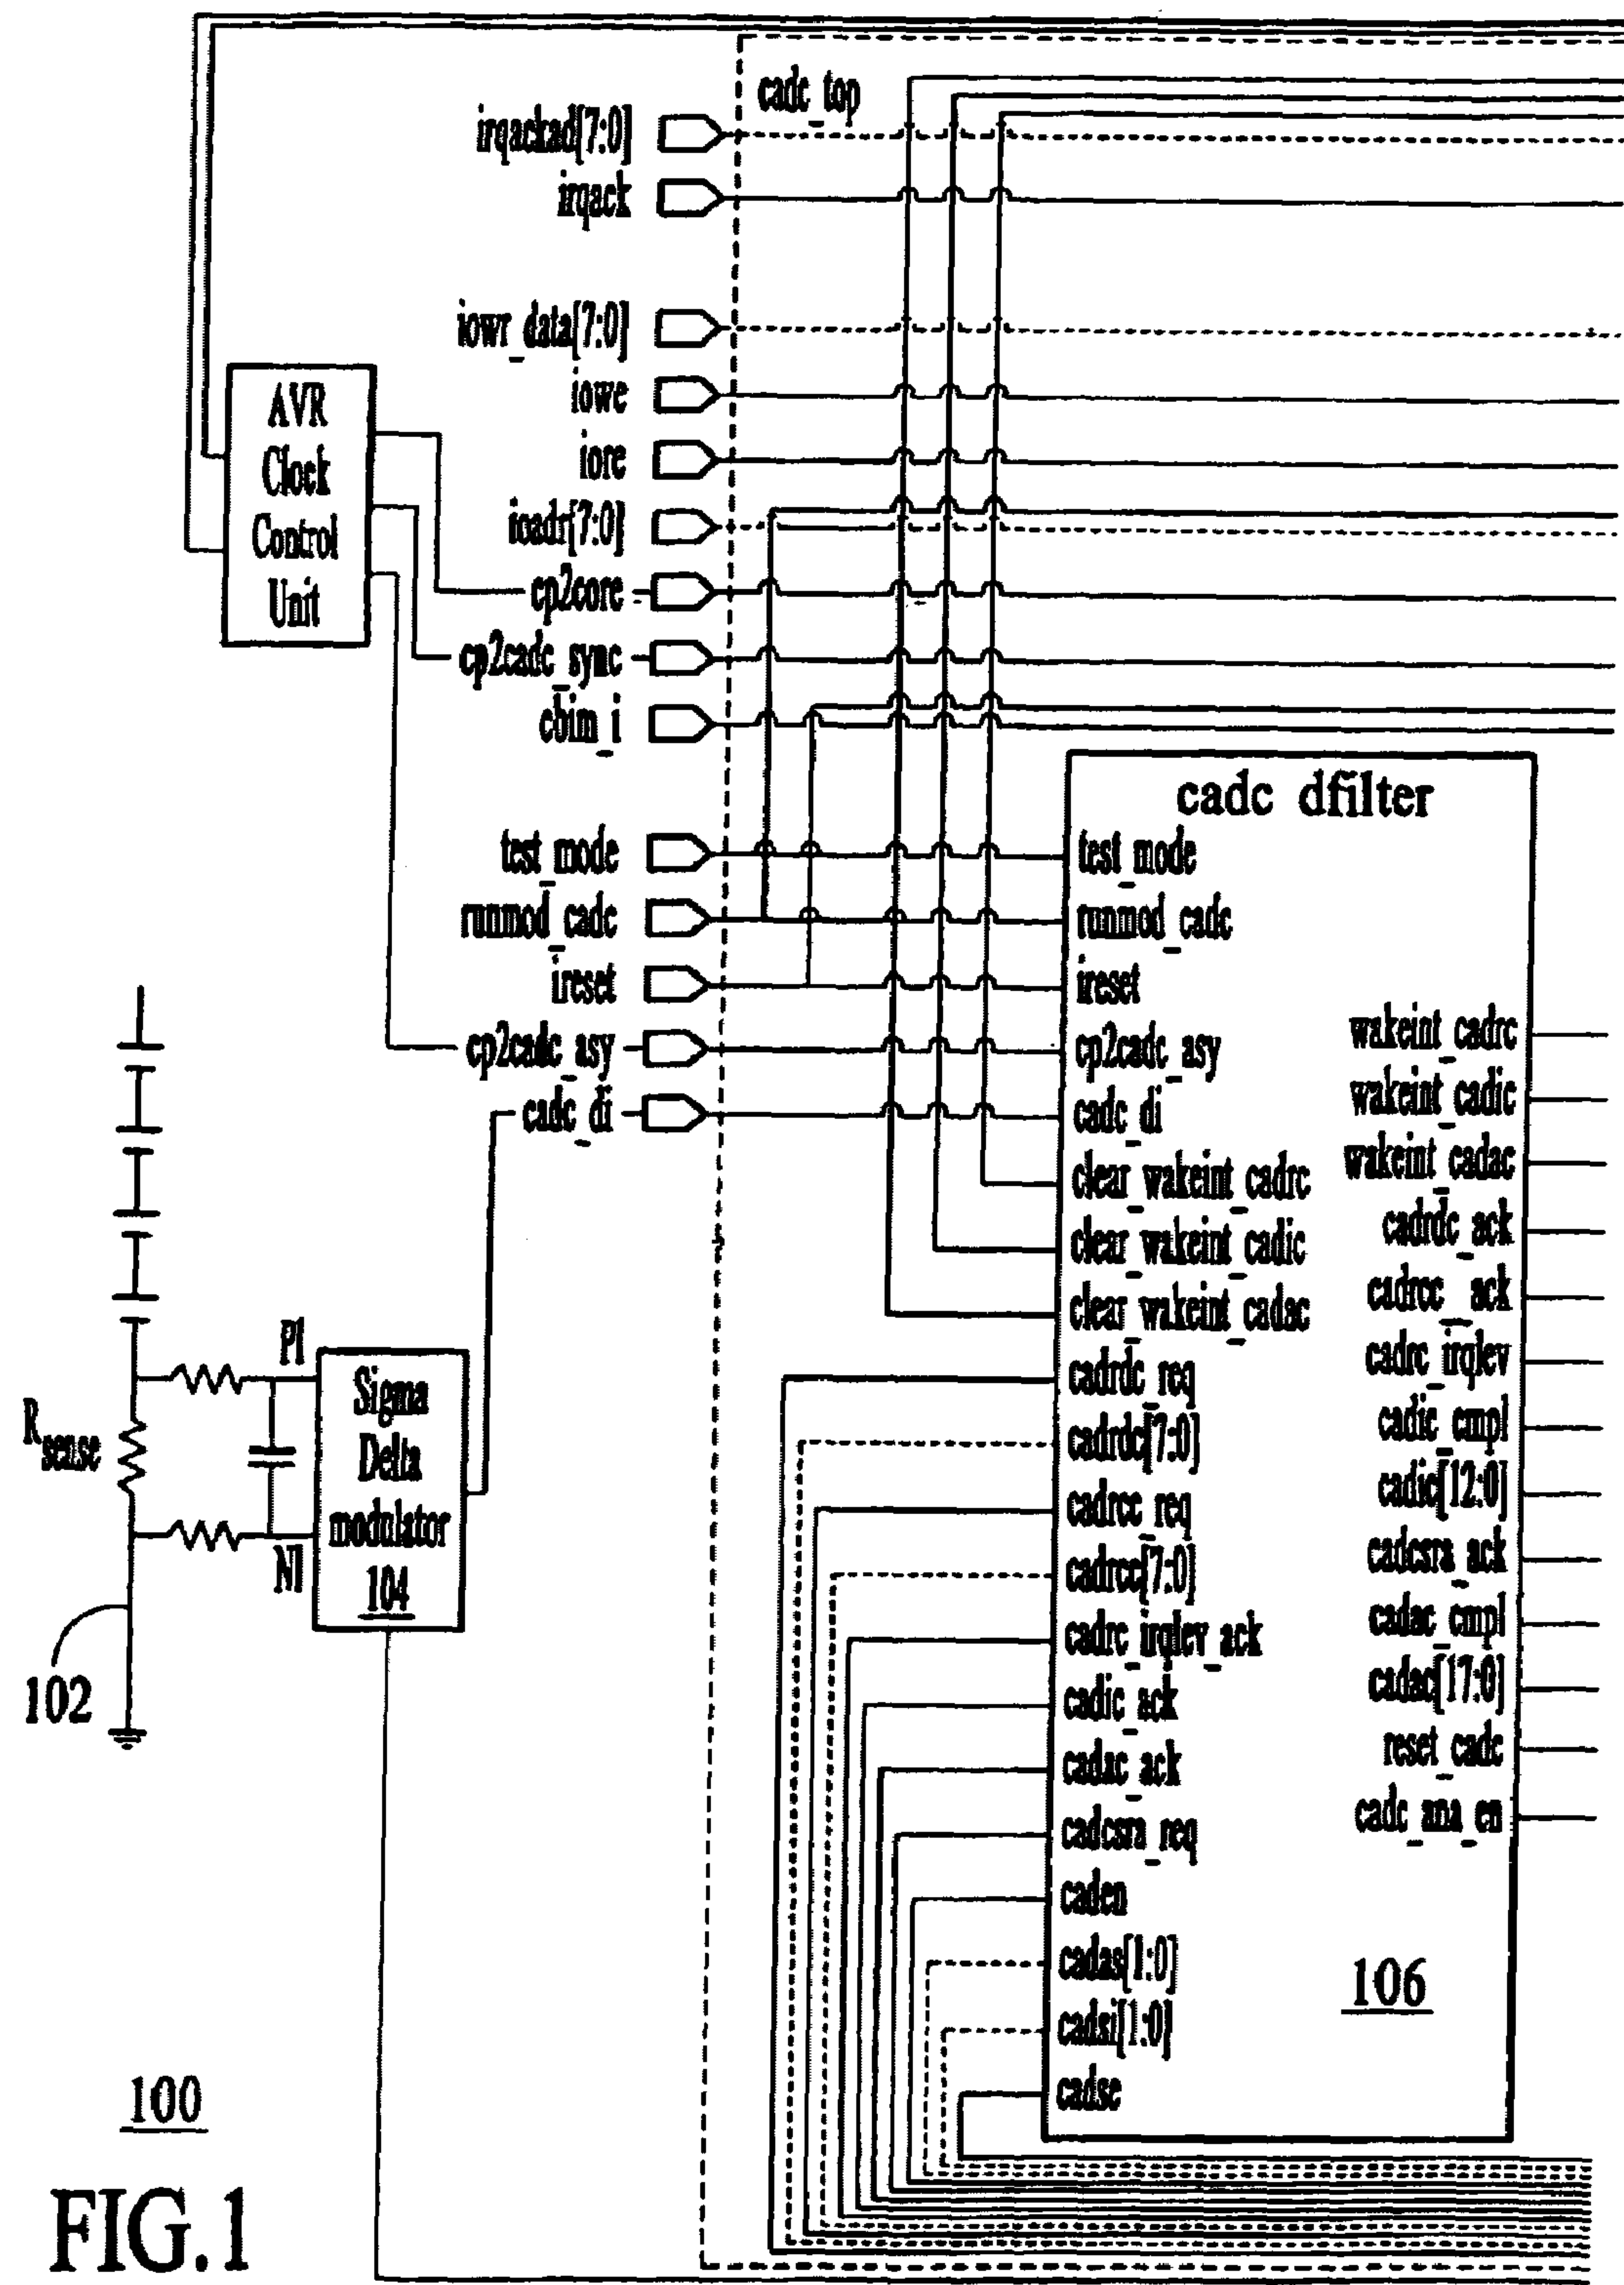 cadc_top
irqackad[7:0]
irqack
iowr_data[7:0]
iowe
iore
ioadr[7:0]
cp2core
cp2cadc_sync
cbim_i
test_mode
runmod_cadc
ireset
cp2cadc_asy
cadc_di
AVR
Clock
Control
Unit
cadc dfilter
test_mode
runmod_cadc
ireset
cp2cadc_asy
cadc_di
clear_wakeint_cadrc
clear_wakeint_cadic
clear_wakeint_cadac
cadrdc_req
cadrdc[7:0]
cadrcc_req
cadrcc[7:0]
cadrc_irqlev_ack
cadic_ack
cadac_ack
cadcsra_req
caden
cadas[1:0]
cadsi[1:0]
cadse
wakeint_cadrc
wakeint_cadic
wakeint_cadac
cadrdc_ack
cadrcc_ack
cadrc_irqlev
cadic_cmpl
cadic[12:0]
cadcsra_ack
cadac_cmpl
cadac[17:0]
reset_cadc
cadc_ana_en
106
PI
R sense
NI
Sigma
Delta
modulator
104
102
100
FIG.1